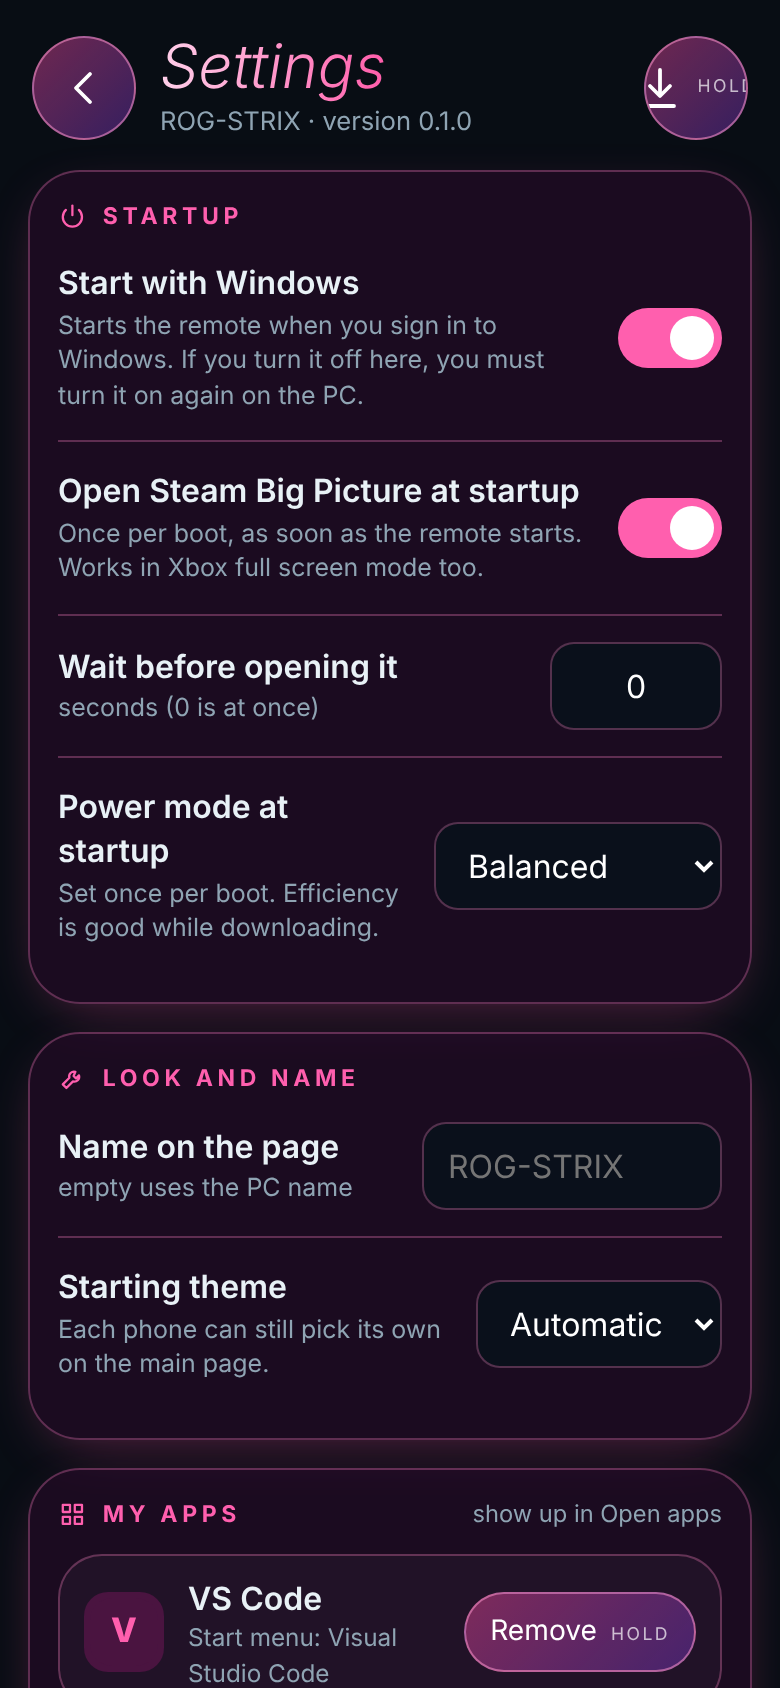 Settings
ROG-STRIX · version 0.1.0
HOLD
STARTUP
Start with Windows
Starts the remote when you sign in to
Windows. If you turn it off here, you must
turn it on again on the PC.
Open Steam Big Picture at startup
Once per boot, as soon as the remote starts.
Works in Xbox full screen mode too.
Wait before opening it
seconds (0 is at once)
0
Power mode at
startup
Set once per boot. Efficiency
is good while downloading.
Balanced
LOOK AND NAME
Name on the page
empty uses the PC name
ROG-STRIX
Starting theme
Each phone can still pick its own
on the main page.
Automatic
MY APPS
show up in Open apps
V
VS Code
Start menu: Visual
Studio Code
Remove HOLD